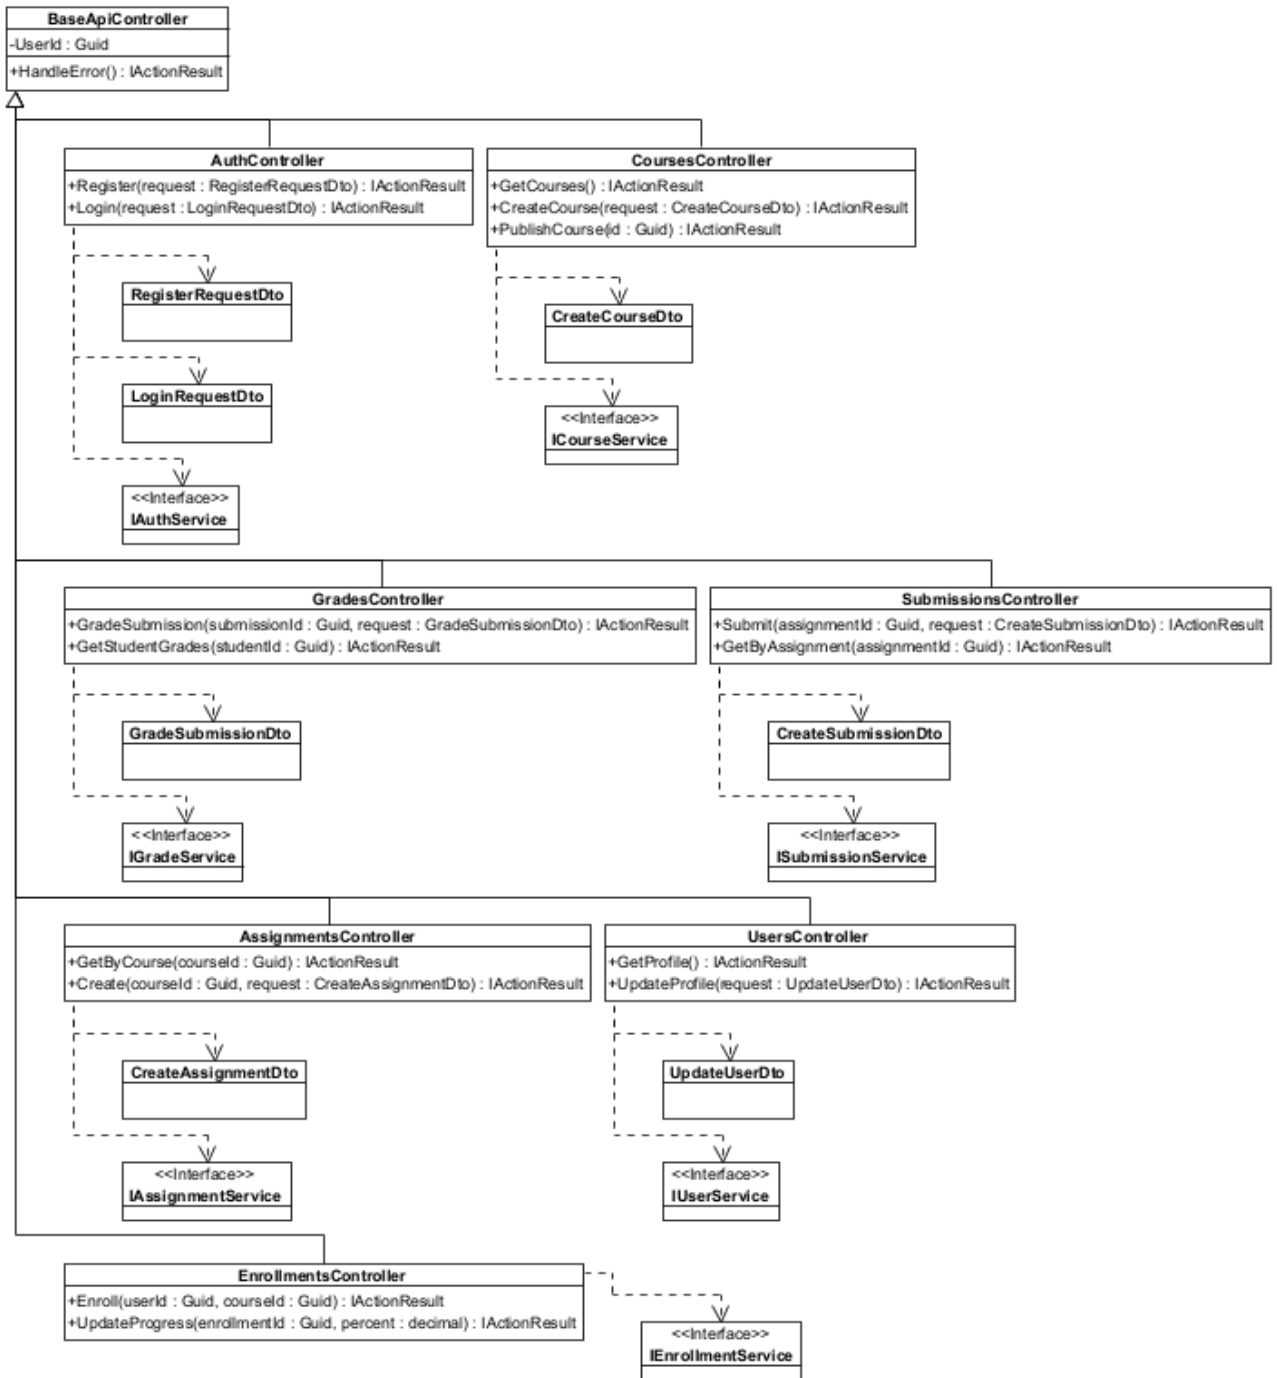 BaseApiController
-UserId : Guid
+HandleError() : IActionResult
AuthController
+Register(request : RegisterRequestDto) : IActionResult
+Login(request : LoginRequestDto) : IActionResult
CoursesController
+GetCourses() : IActionResult
+CreateCourse(request : CreateCourseDto) : IActionResult
+PublishCourse(id : Guid) : IActionResult
RegisterRequestDto
CreateCourseDto
LoginRequestDto
<<Interface>>
ICourseService
<<Interface>>
IAuthService
GradesController
+GradeSubmission(submissionId : Guid, request : GradeSubmissionDto) : IActionResult
+GetStudentGrades(studentId : Guid) : IActionResult
SubmissionsController
+Submit(assignmentId : Guid, request : CreateSubmissionDto) : IActionResult
+GetByAssignment(assignmentId : Guid) : IActionResult
GradeSubmissionDto
CreateSubmissionDto
<<Interface>>
IGradeService
<<Interface>>
ISubmissionService
AssignmentsController
+GetByCourse(courseId : Guid) : IActionResult
+Create(courseId : Guid, request : CreateAssignmentDto) : IActionResult
UsersController
+GetProfile() : IActionResult
+UpdateProfile(request : UpdateUserDto) : IActionResult
CreateAssignmentDto
UpdateUserDto
<<Interface>>
IAssignmentService
<<Interface>>
IUserService
EnrollmentsController
+Enroll(userId : Guid, courseId : Guid) : IActionResult
+UpdateProgress(enrollmentId : Guid, percent : decimal) : IActionResult
<<Interface>>
IEnrollmentService